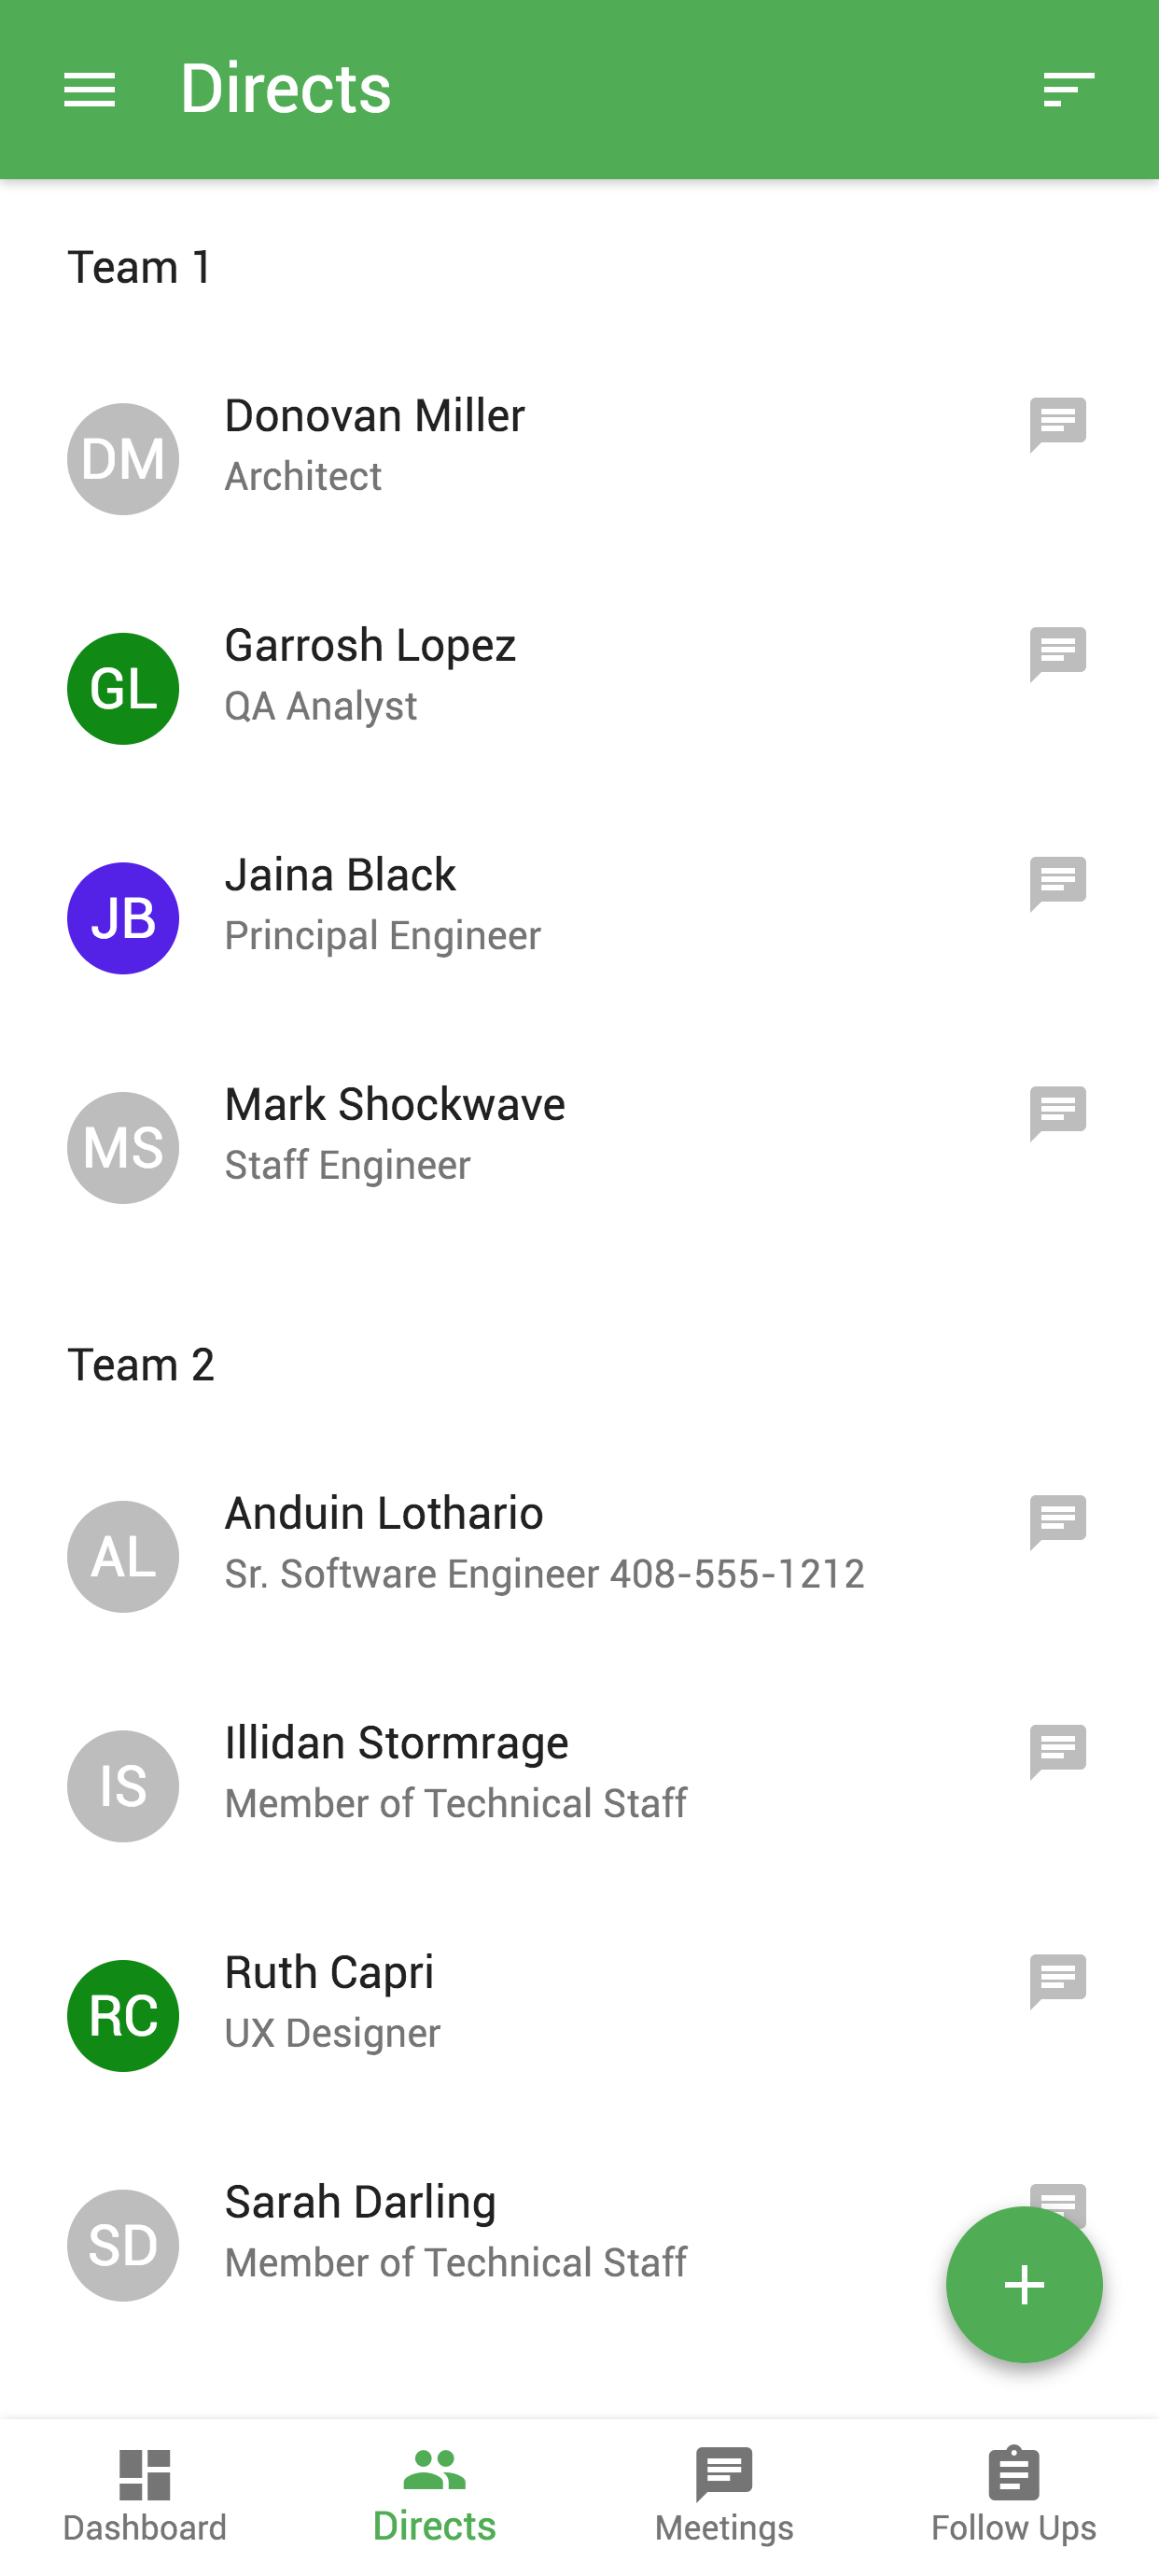 Directs
Team 1
DM
Donovan Miller
Architect
GL
Garrosh Lopez
QA Analyst
JB
Jaina Black
Principal Engineer
MS
Mark Shockwave
Staff Engineer
Team 2
AL
Anduin Lothario
Sr. Software Engineer 408-555-1212
IS
Illidan Stormrage
Member of Technical Staff
RC
Ruth Capri
UX Designer
SD
Sarah Darling
Member of Technical Staff
Dashboard
Directs
Meetings
Follow Ups